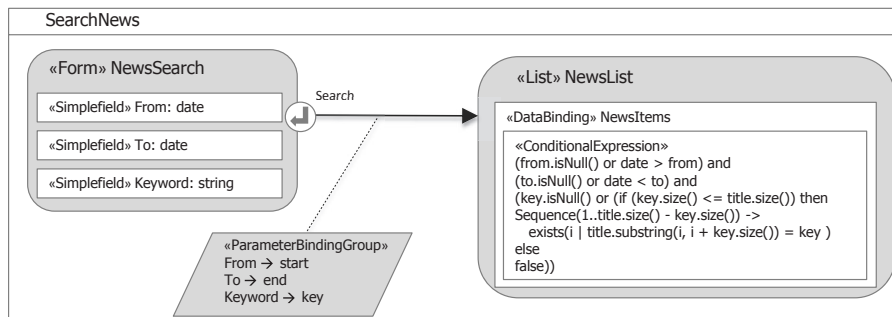 SearchNews
«Form» NewsSearch
«Simplefield» From: date
«Simplefield» To: date
«Simplefield» Keyword: string
Search
«ParameterBindingGroup»
From → start
To → end
Keyword → key
«List» NewsList
«DataBinding» NewsItems
«ConditionalExpression»
(from.isNull() or date > from) and
(to.isNull() or date < to) and
(key.isNull() or (if (key.size() <= title.size()) then
Sequence(1..title.size() - key.size()) ->
exists(i | title.substring(i, i + key.size()) = key )
else
false))